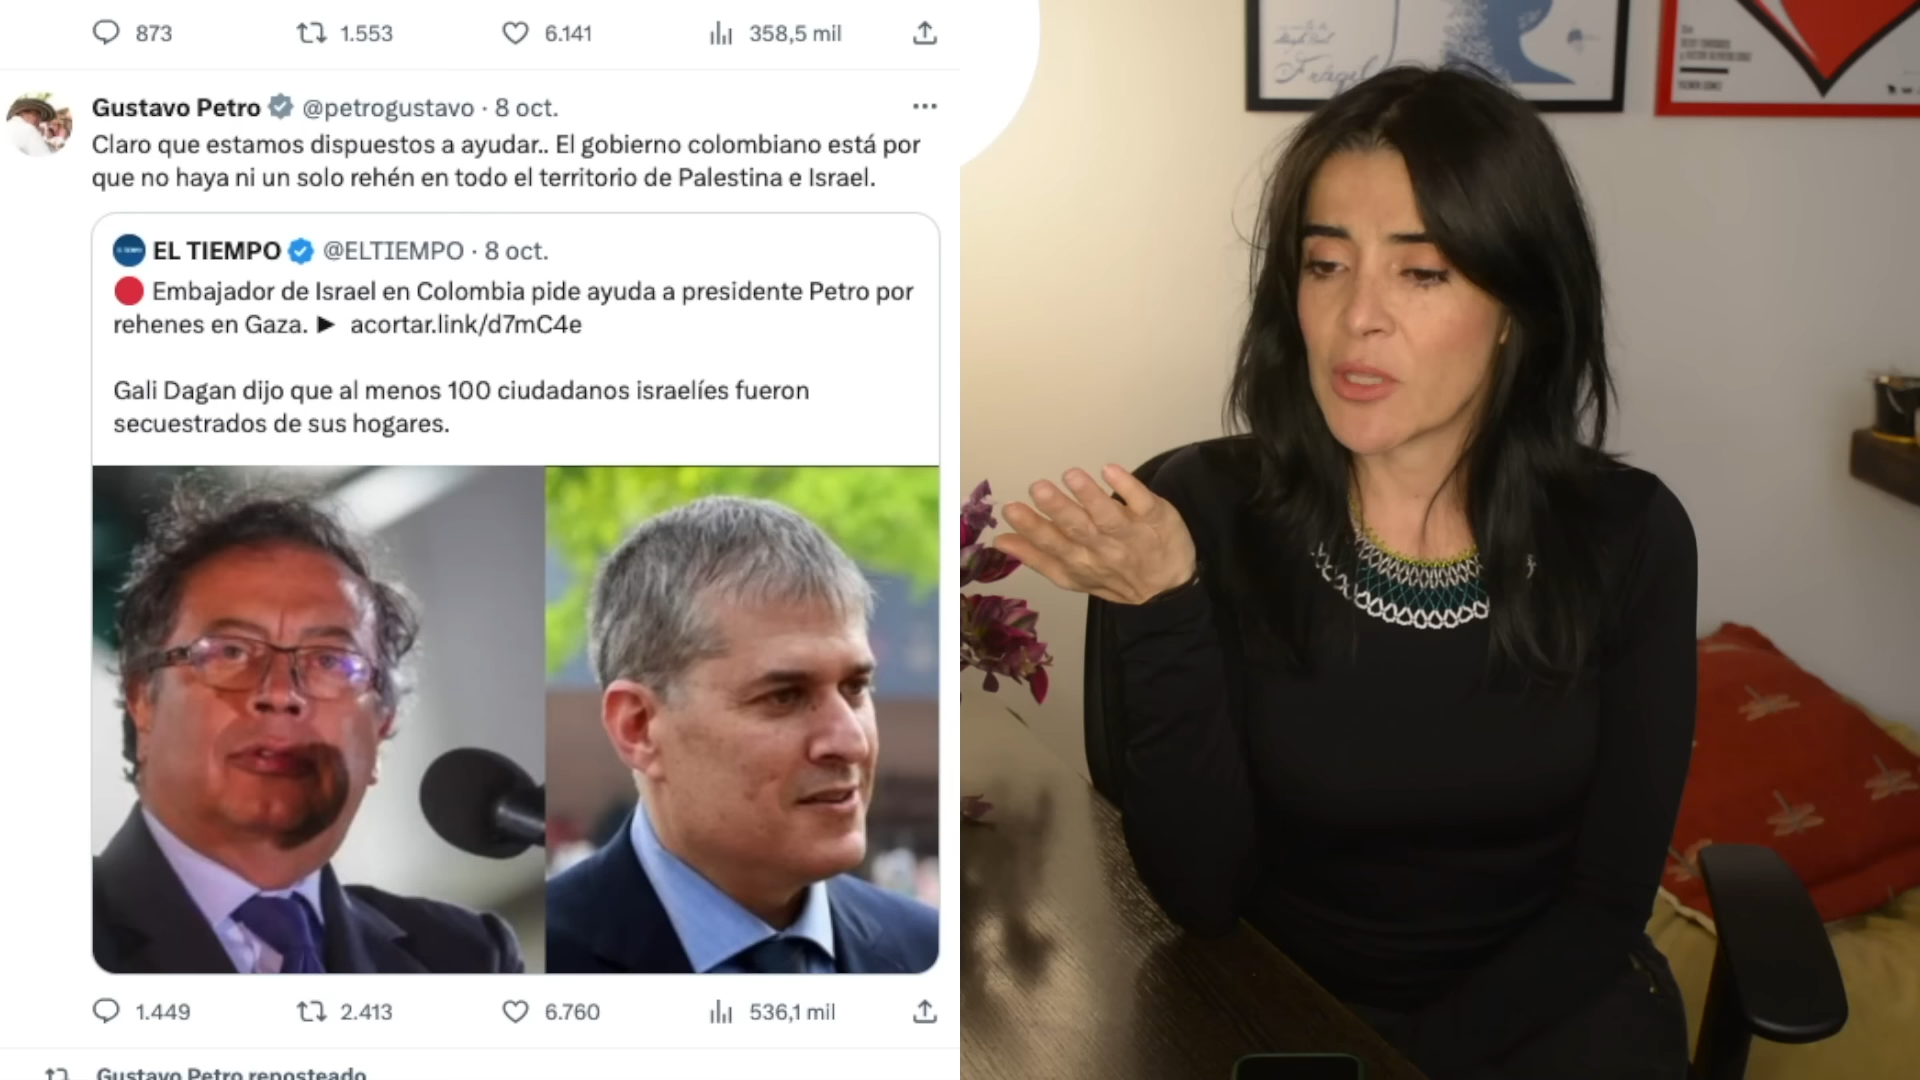 873 1.553 6.141 358,5 mil
Gustavo Petro @petrogustavo · 8 oct.
Claro que estamos dispuestos a ayudar.. El gobierno colombiano está por
que no haya ni un solo rehén en todo el territorio de Palestina e Israel.
EL TIEMPO @ELTIEMPO · 8 oct.
Embajador de Israel en Colombia pide ayuda a presidente Petro por
rehenes en Gaza. ► acortar.link/d7mC4e
Gali Dagan dijo que al menos 100 ciudadanos israelíes fueron
secuestrados de sus hogares.
1.449 2.413 6.760 536,1 mil
Gustavo Petro reposteado
Frágil